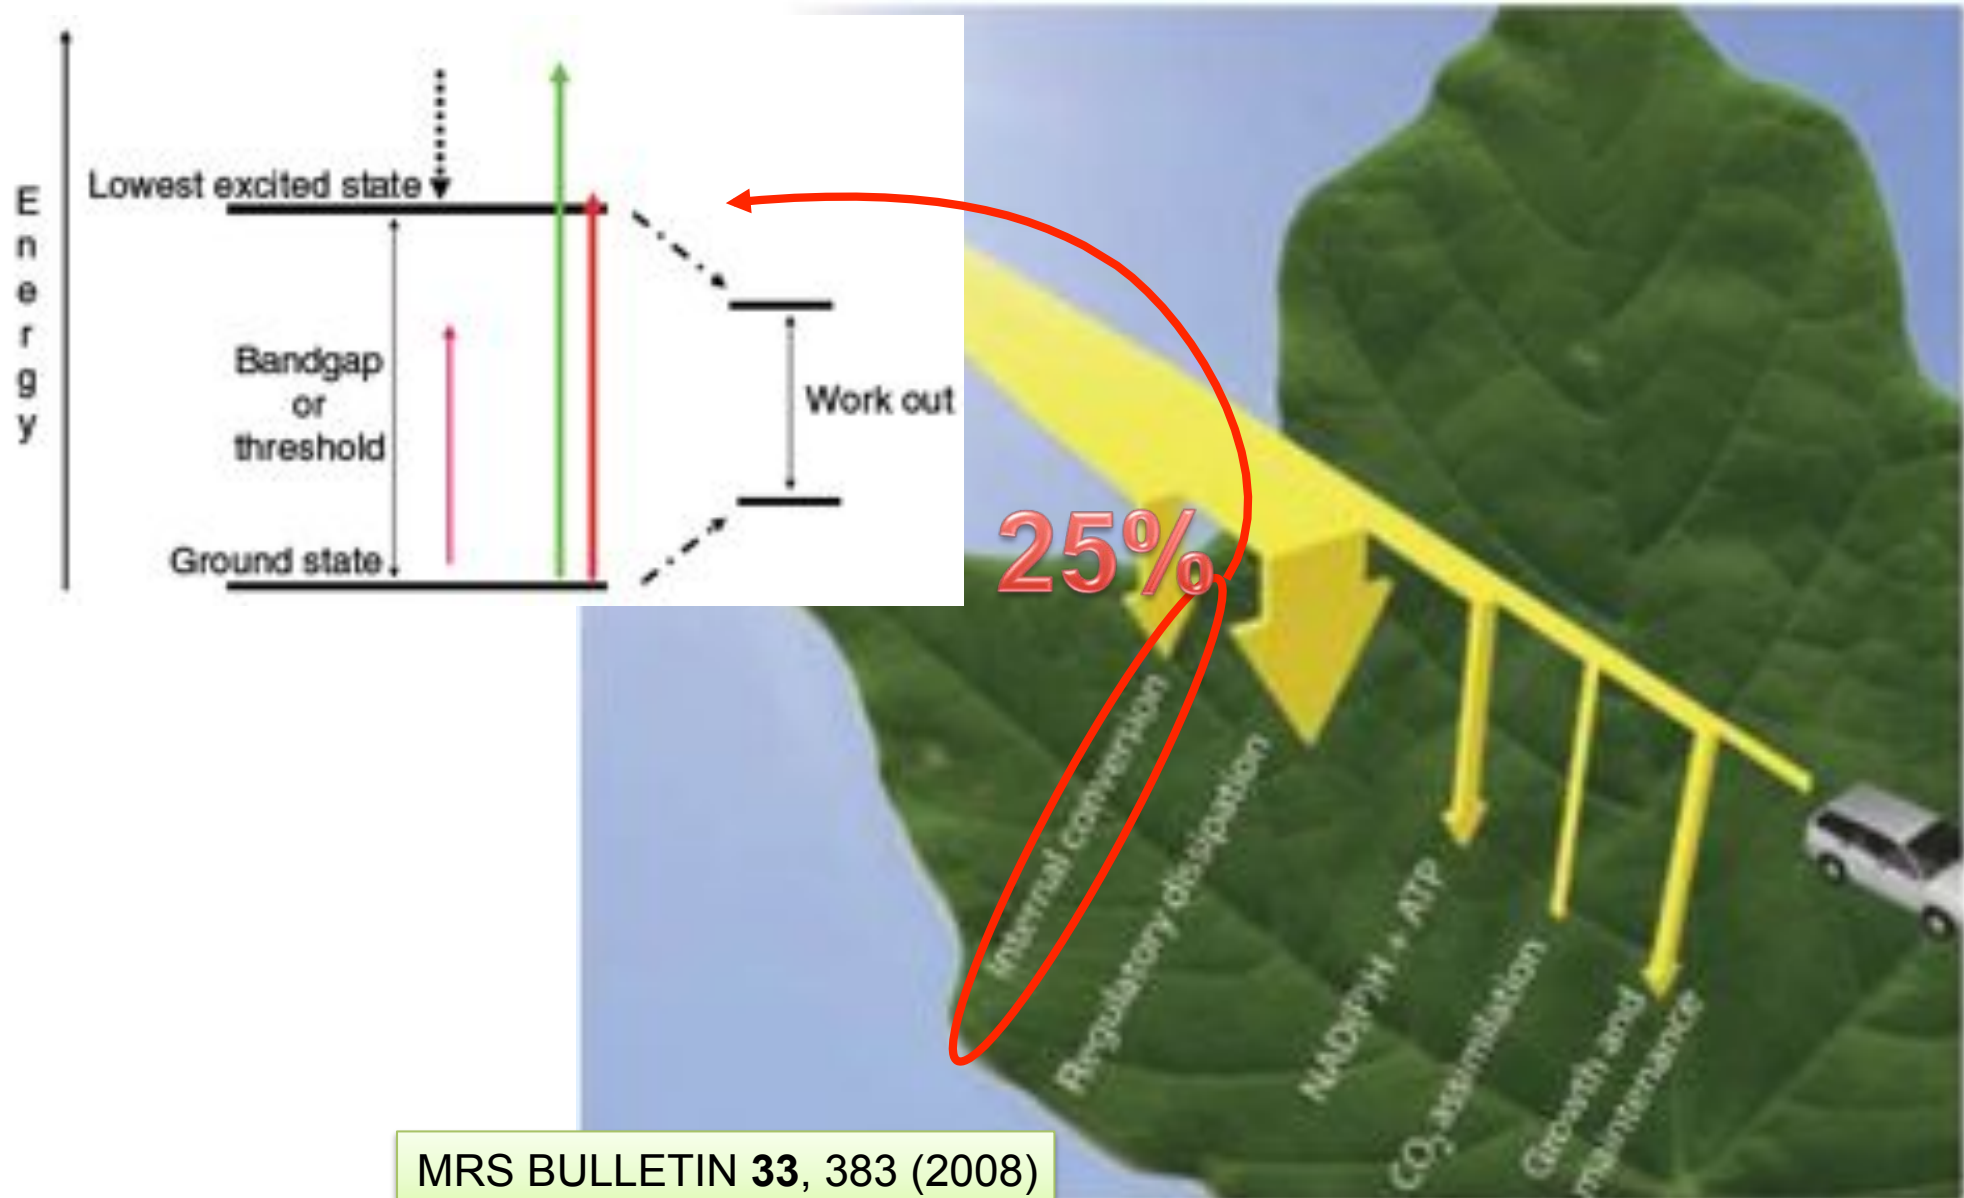 Energy
Lowest excited state
Bandgap
or
threshold
Work out
Ground state
25%
Internal conversion
Regulatory dissipation
NAD(P)H + ATP
CO₂ assimilation
Growth and
maintenance
MRS BULLETIN 33, 383 (2008)